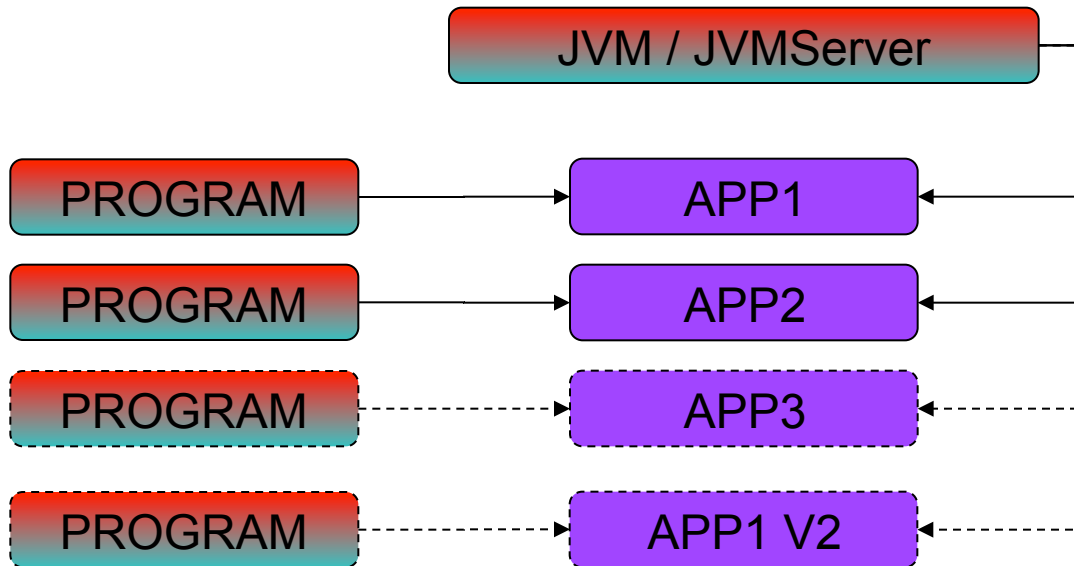 JVM / JVMServer
PROGRAM
APP1
PROGRAM
APP2
PROGRAM
APP3
PROGRAM
APP1 V2